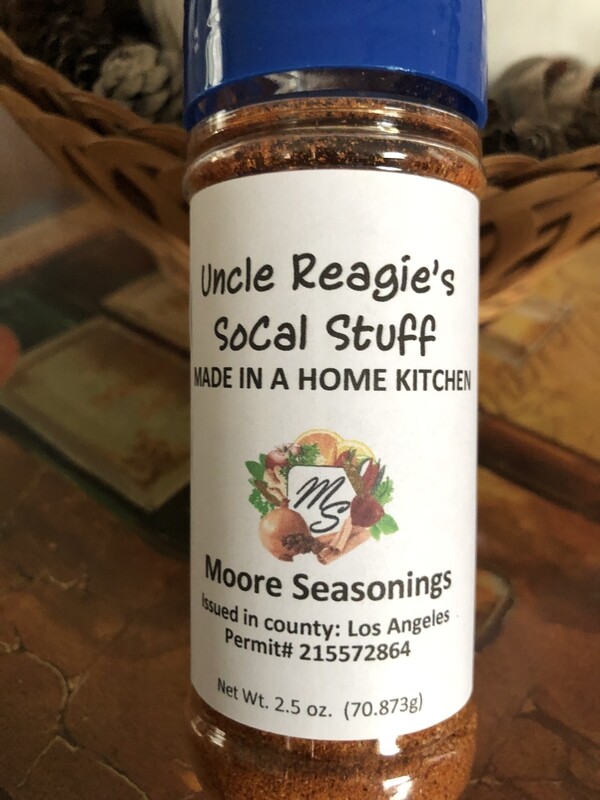 Uncle Reagie's
SoCal Stuff
MADE IN A HOME KITCHEN
MS
Moore Seasonings
Issued in county: Los Angeles
Permit# 215572864
Net Wt. 2.5 oz. (70.873g)